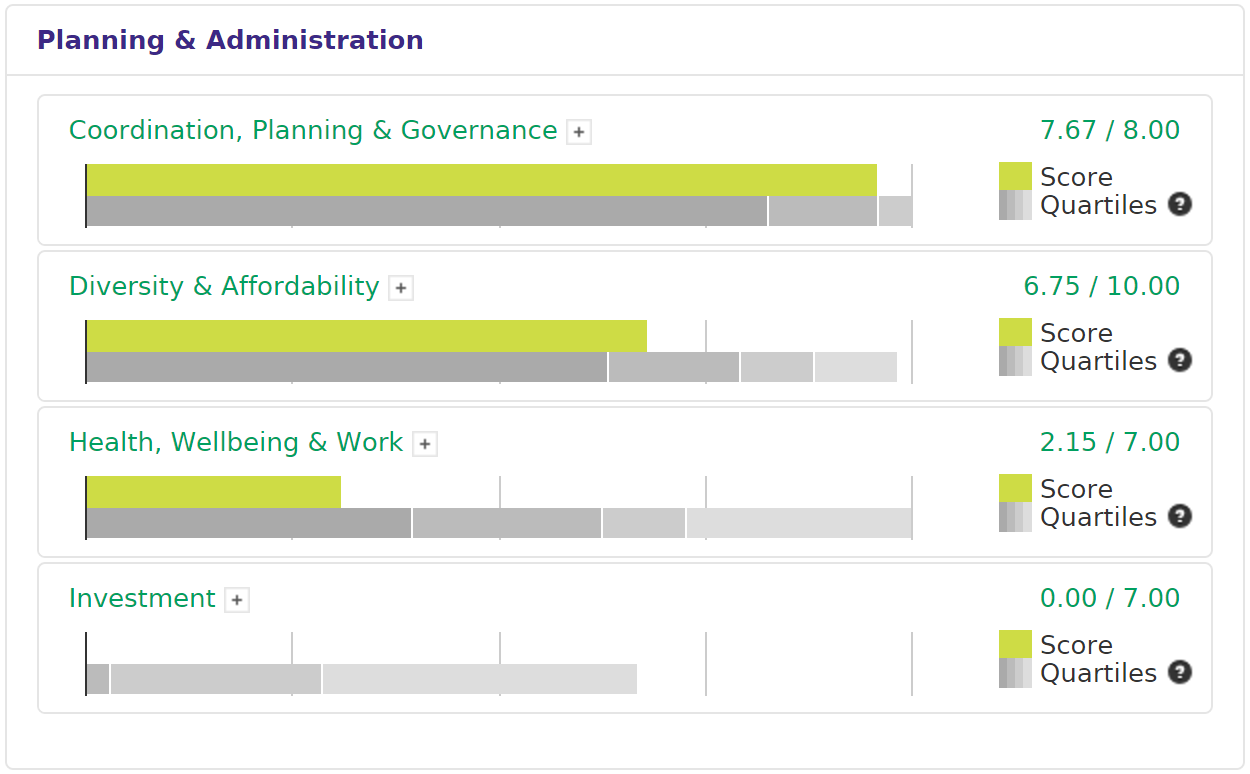 Planning & Administration
Coordination, Planning & Governance +
7.67 / 8.00
Score
Quartiles ?
Diversity & Affordability +
6.75 / 10.00
Score
Quartiles ?
Health, Wellbeing & Work +
2.15 / 7.00
Score
Quartiles ?
Investment +
0.00 / 7.00
Score
Quartiles ?